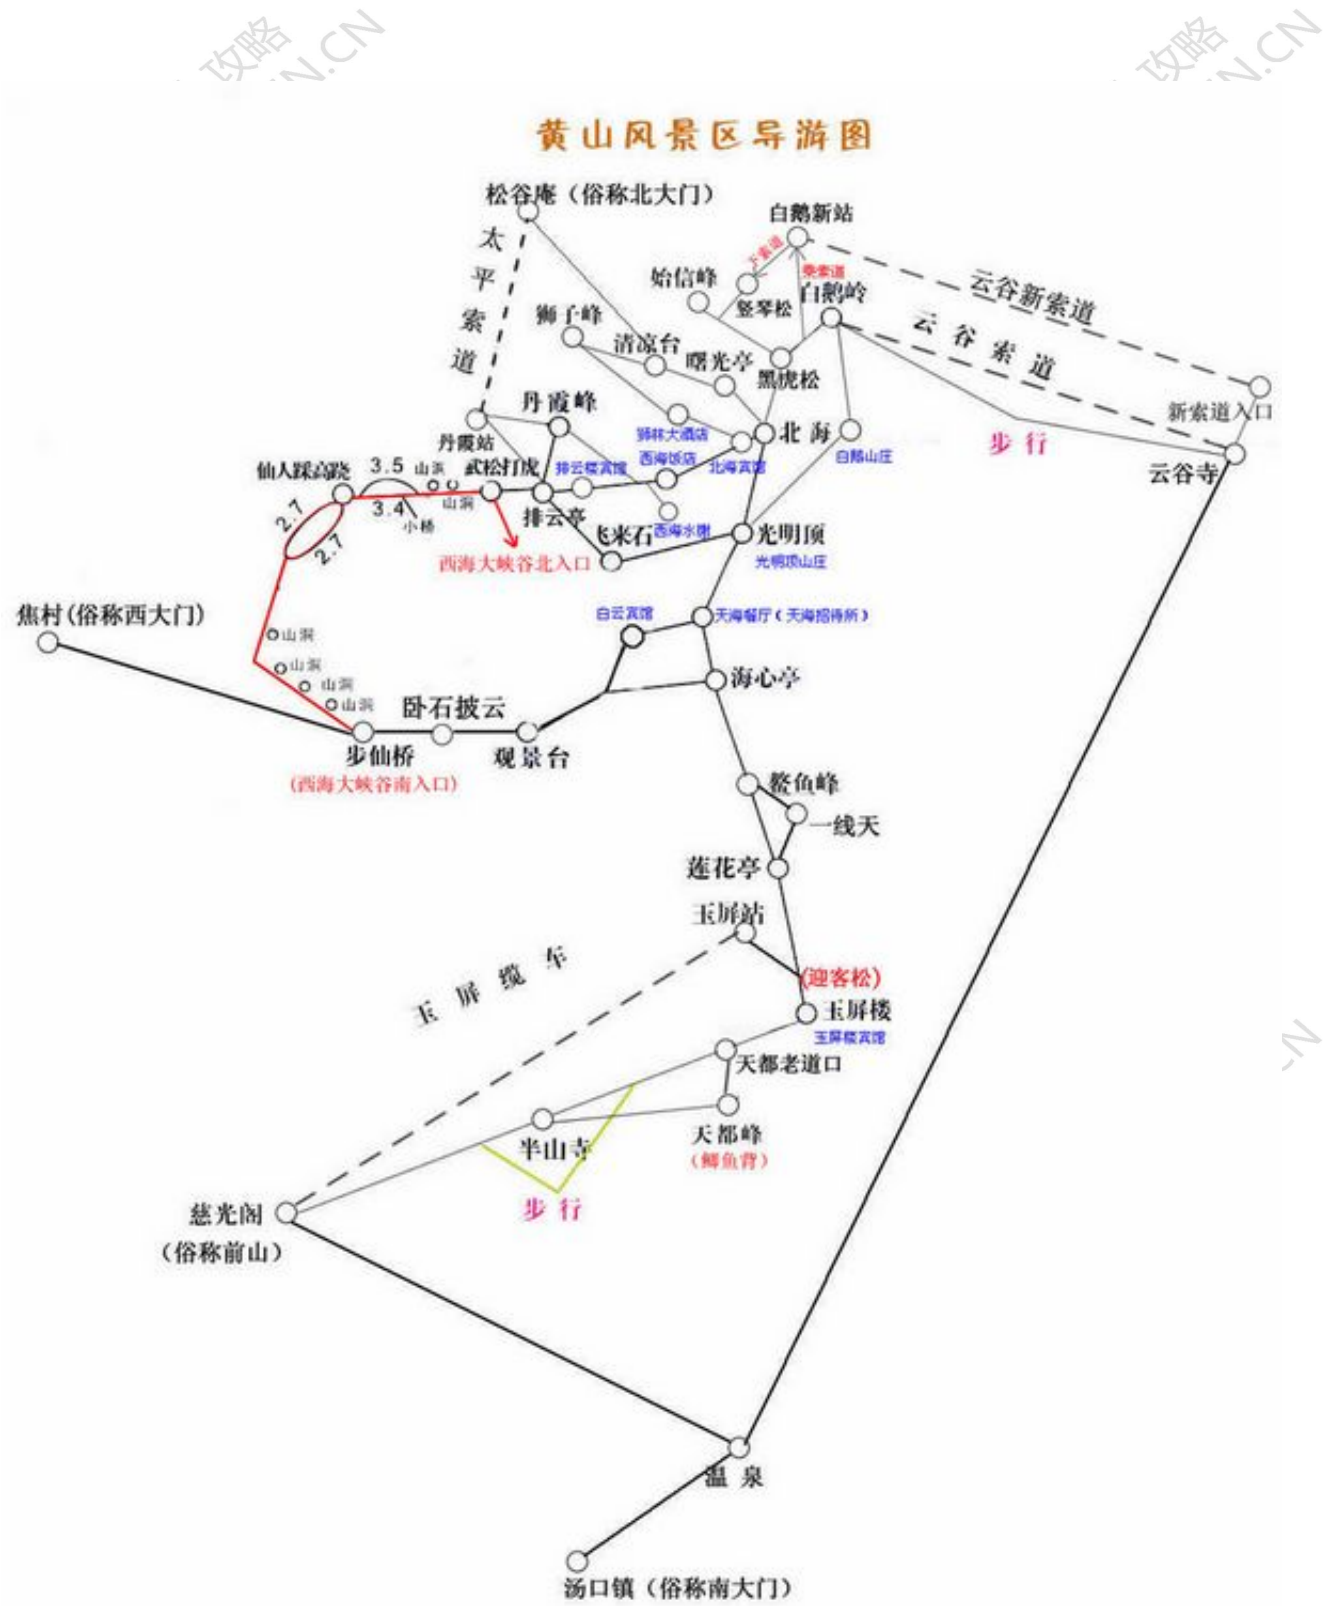 攻略
N.CN
攻略
N.CN
黄山风景区导游图
松谷庵（俗称北大门）
白鹅新站
太平索道
下索道
乘索道
云谷新索道
始信峰
竖琴松
白鹅岭
云谷索道
狮子峰
清凉台
曙光亭
黑虎松
新索道入口
丹霞峰
丹霞站
狮林大酒店
北海
步行
云谷寺
仙人踩高跷
3.5
山洞
武松打虎
排云楼宾馆
西海饭店
北海宾馆
白鹅山庄
2.7
3.4
小桥
山洞
排云亭
飞来石
西海水榭
光明顶
2.7
西海大峡谷北入口
光明顶山庄
焦村(俗称西大门)
白云宾馆
天海餐厅（天海招待所）
山洞
山洞
山洞
山洞
海心亭
卧石披云
步仙桥
观景台
(西海大峡谷南入口)
鳌鱼峰
一线天
莲花亭
玉屏站
玉屏缆车
(迎客松)
玉屏楼
玉屏楼宾馆
N
天都老道口
半山寺
天都峰
（鲫鱼背）
步行
慈光阁
（俗称前山）
温泉
汤口镇（俗称南大门）